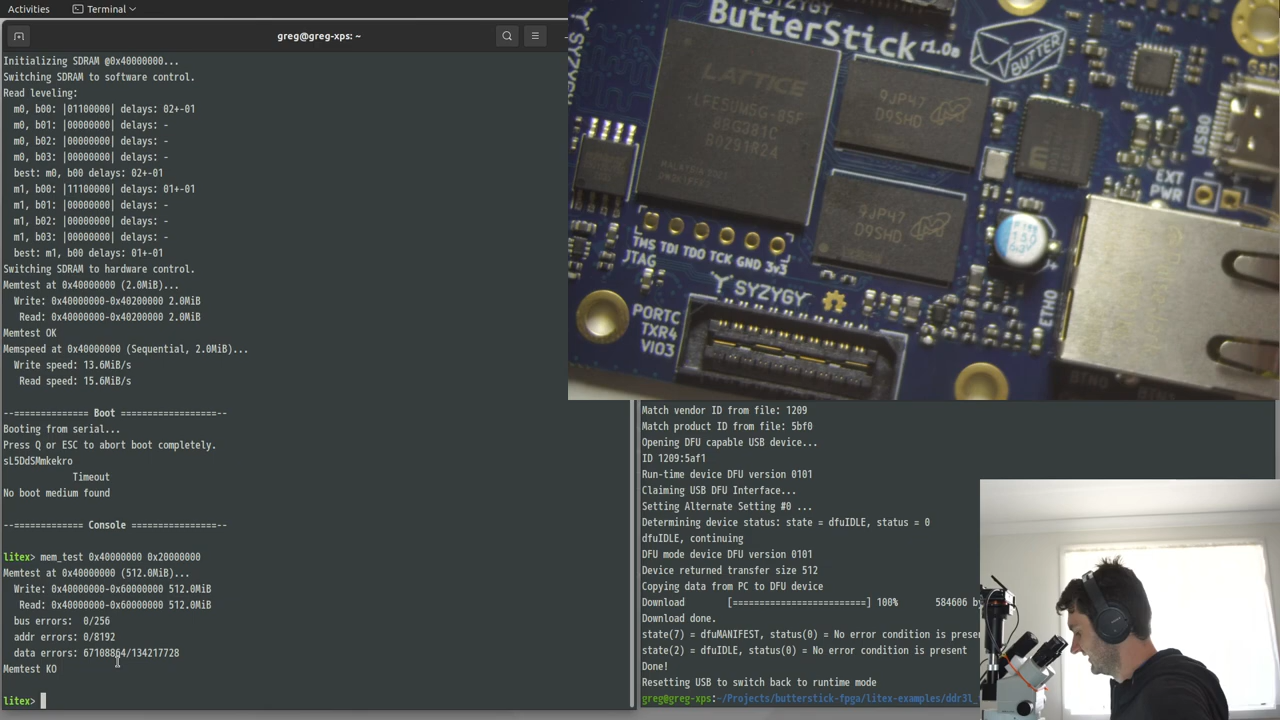 Activities
Terminal
greg@greg-xps: ~
Initializing SDRAM @0x40000000...
Switching SDRAM to software control.
Read leveling:
m0, b00: |01100000| delays: 02+-01
m0, b01: |00000000| delays: -
m0, b02: |00000000| delays: -
m0, b03: |00000000| delays: -
best: m0, b00 delays: 02+-01
m1, b00: |11100000| delays: 01+-01
m1, b01: |00000000| delays: -
m1, b02: |00000000| delays: -
m1, b03: |00000000| delays: -
best: m1, b00 delays: 01+-01
Switching SDRAM to hardware control.
Memtest at 0x40000000 (2.0MiB)...
Write: 0x40000000-0x40200000 2.0MiB
Read: 0x40000000-0x40200000 2.0MiB
Memtest OK
Memspeed at 0x40000000 (Sequential, 2.0MiB)...
Write speed: 13.6MiB/s
Read speed: 15.6MiB/s
--============== Boot ==================--
Booting from serial...
Press Q or ESC to abort boot completely.
sL5DdSMmkekro
Timeout
No boot medium found
--============= Console ================--
litex> mem_test 0x40000000 0x20000000
Memtest at 0x40000000 (512.0MiB)...
Write: 0x40000000-0x60000000 512.0MiB
Read: 0x40000000-0x60000000 512.0MiB
bus errors: 0/256
addr errors: 0/8192
data errors: 67108864/134217728
Memtest KO
litex>
ButterStick r1.0a
BUTTER
LATTICE
LFE5UM5G-85F
8BG381C
9JP47
D9SHD
9JP47
D9SHD
USB0
EXT
PWR
TMS TDI TDO TCK GND 3v3
JTAG
SYZYGY
PORTC
TXR4
VIO3
ETH0
Match vendor ID from file: 1209
Match product ID from file: 5bf0
Opening DFU capable USB device...
ID 1209:5af1
Run-time device DFU version 0101
Claiming USB DFU Interface...
Setting Alternate Setting #0 ...
Determining device status: state = dfuIDLE, status = 0
dfuIDLE, continuing
DFU mode device DFU version 0101
Device returned transfer size 512
Copying data from PC to DFU device
Download [=========================] 100% 584606 by
Download done.
state(7) = dfuMANIFEST, status(0) = No error condition is prese
state(2) = dfuIDLE, status(0) = No error condition is present
Done!
Resetting USB to switch back to runtime mode
greg@greg-xps:~/Projects/butterstick-fpga/litex-examples/ddr3l_